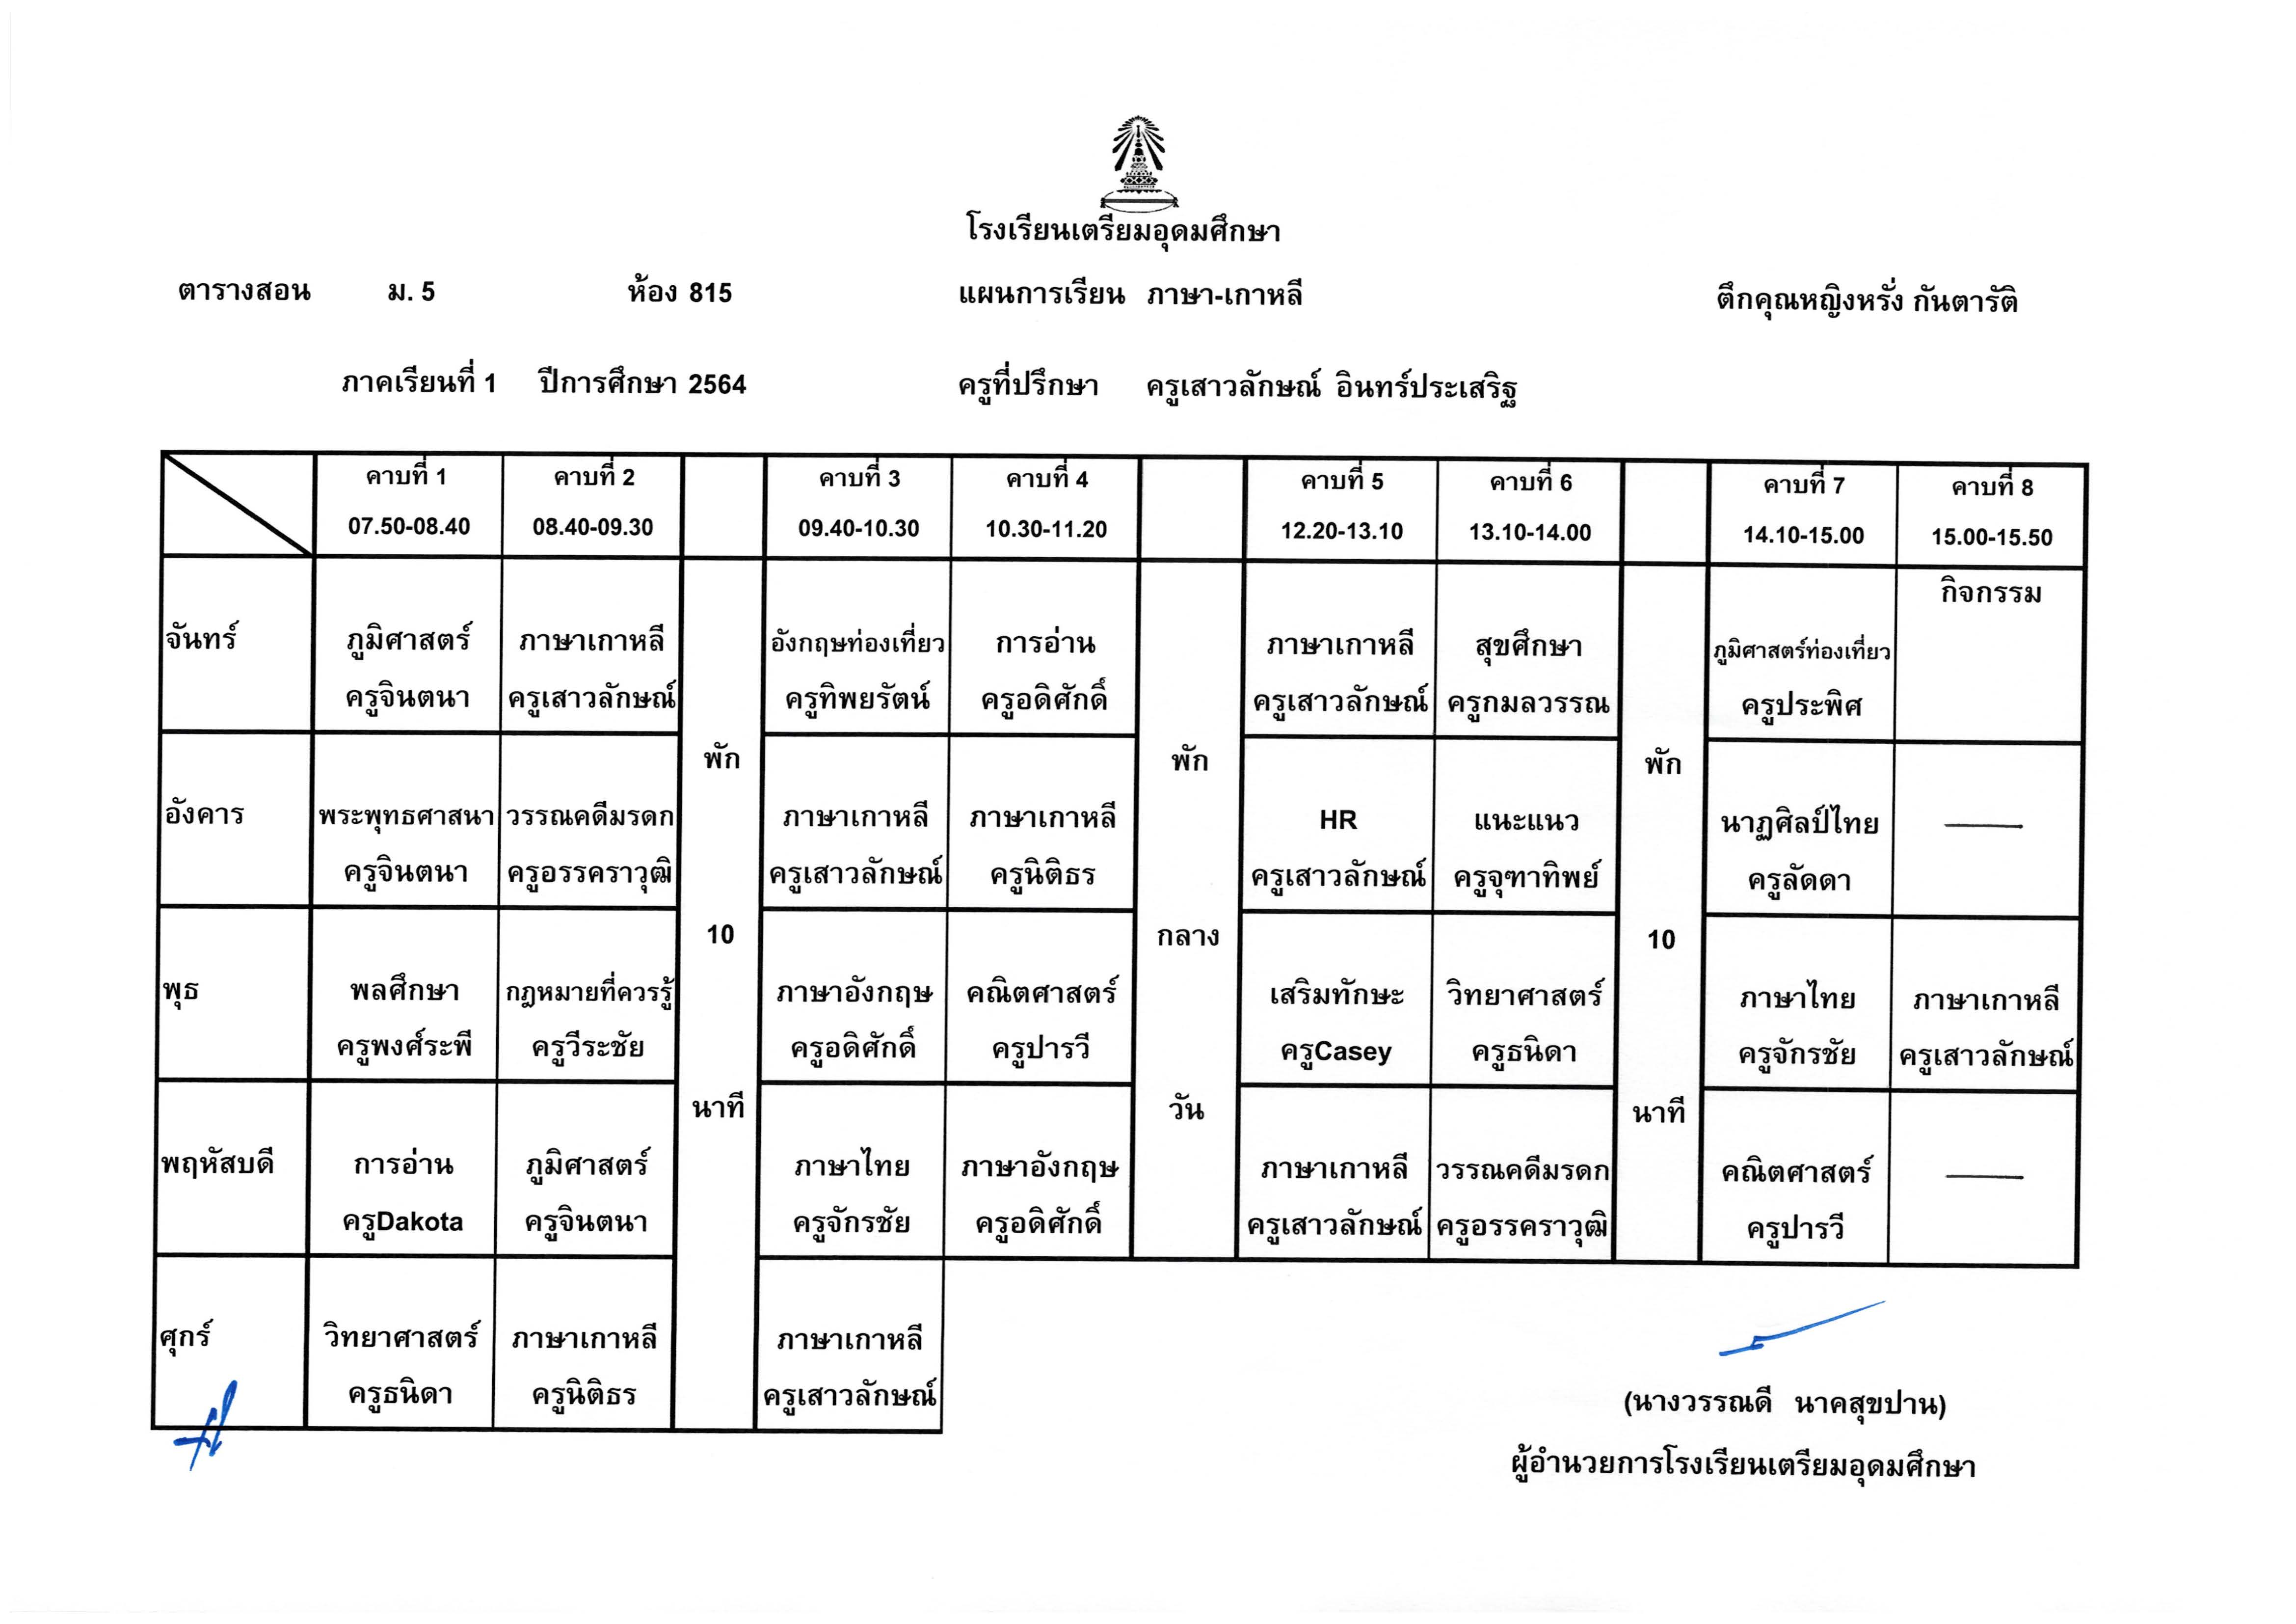 โรงเรียนเตรียมอุดมศึกษา
ตารางสอน ม. 5 ห้อง 815 แผนการเรียน ภาษา-เกาหลี ตึกคุณหญิงหรั่ง กันตารัติ
ภาคเรียนที่ 1 ปีการศึกษา 2564 ครูที่ปรึกษา ครูเสาวลักษณ์ อินทร์ประเสริฐ
คาบที่ 1 คาบที่ 2 คาบที่ 3 คาบที่ 4 คาบที่ 5 คาบที่ 6 คาบที่ 7 คาบที่ 8
07.50-08.40 08.40-09.30 09.40-10.30 10.30-11.20 12.20-13.10 13.10-14.00 14.10-15.00 15.00-15.50
กิจกรรม
จันทร์ ภูมิศาสตร์ ภาษาเกาหลี อังกฤษท่องเที่ยว การอ่าน ภาษาเกาหลี สุขศึกษา ภูมิศาสตร์ท่องเที่ยว
ครูจินตนา ครูเสาวลักษณ์ ครูทิพยรัตน์ ครูอดิศักดิ์ ครูเสาวลักษณ์ ครูกมลวรรณ ครูประพิศ
พัก พัก พัก
อังคาร พระพุทธศาสนา วรรณคดีมรดก ภาษาเกาหลี ภาษาเกาหลี HR แนะแนว นาฏศิลป์ไทย
ครูจินตนา ครูอรรคราวุฒิ ครูเสาวลักษณ์ ครูนิติธร ครูเสาวลักษณ์ ครูจุฑาทิพย์ ครูลัดดา
10 กลาง 10
พุธ พลศึกษา กฎหมายที่ควรรู้ ภาษาอังกฤษ คณิตศาสตร์ เสริมทักษะ วิทยาศาสตร์ ภาษาไทย ภาษาเกาหลี
ครูพงศ์ระพี ครูวีระชัย ครูอดิศักดิ์ ครูปารวี ครูCasey ครูธนิดา ครูจักรชัย ครูเสาวลักษณ์
นาที วัน นาที
พฤหัสบดี การอ่าน ภูมิศาสตร์ ภาษาไทย ภาษาอังกฤษ ภาษาเกาหลี วรรณคดีมรดก คณิตศาสตร์
ครูDakota ครูจินตนา ครูจักรชัย ครูอดิศักดิ์ ครูเสาวลักษณ์ ครูอรรคราวุฒิ ครูปารวี
ศุกร์ วิทยาศาสตร์ ภาษาเกาหลี ภาษาเกาหลี
ครูธนิดา ครูนิติธร ครูเสาวลักษณ์
(นางวรรณดี นาคสุขปาน)
ผู้อำนวยการโรงเรียนเตรียมอุดมศึกษา